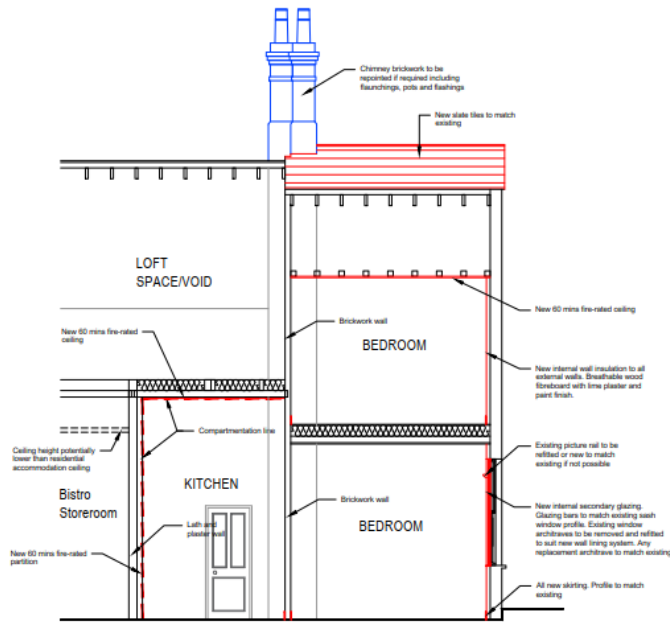 Chimney brickwork to be
repointed if required including
flaunchings, pots and flashings
New slate tiles to match
existing
LOFT
SPACE/VOID
New 60 mins fire-rated
ceiling
Brickwork wall
New 60 mins fire-rated ceiling
BEDROOM
New internal wall insulation to all
external walls. Breathable wood
fibreboard with lime plaster and
paint finish.
Compartmentation line
Ceiling height potentially
lower than residential
accommodation ceiling
Existing picture rail to be
refitted or new to match
existing if not possible
KITCHEN
Bistro
Storeroom
Brickwork wall
BEDROOM
New internal secondary glazing.
Glazing bars to match existing sash
window profile. Existing window
architraves to be removed and refitted
to suit new wall lining system. Any
replacement architrave to match existing
Lath and
plaster wall
New 60 mins fire-rated
partition
All new skirting. Profile to match
existing